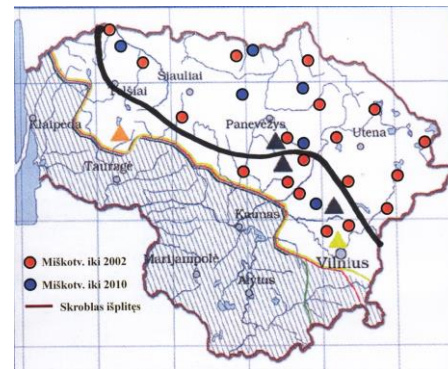 Šiauliai
Telšiai
Klaipėda
Panevėžys
Utena
Tauragė
Kaunas
Vilnius
Marijampolė
Alytus
Miškotv. iki 2002
Miškotv. iki 2010
Skroblas išplitęs